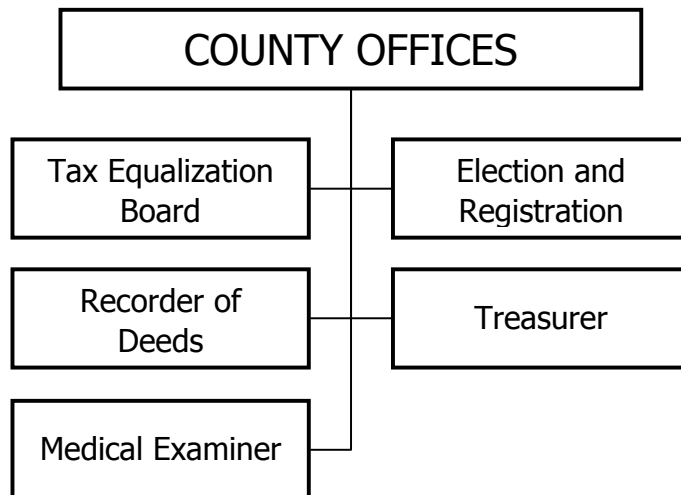 COUNTY OFFICES
Tax Equalization
Board
Election and
Registration
Recorder of
Deeds
Treasurer
Medical Examiner